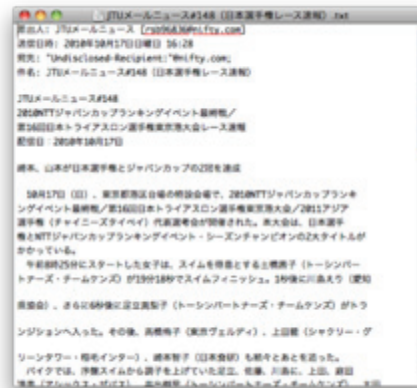 JTUメールニュース#148（日本選手権レース速報）.txt
差出人: JTUメールニュース [rsb96836@nifty.com]
送信日時: 2010年10月17日日曜日 16:28
宛先: "Undisclosed-Recipient:"@nifty.com;
件名: JTUメールニュース#148（日本選手権レース速報）
JTUメールニュース#148
2010NTTジャパンカップランキングイベント最終戦／
第16回日本トライアスロン選手権東京港大会レース速報
配信日：2010年10月17日
崎本、山本が日本選手権とジャパンカップの2冠を達成
10月17日（日）、東京都港区台場の特設会場で、2010NTTジャパンカップランキ
ングイベント最終戦／第16回日本トライアスロン選手権東京港大会／2011アジア
選手権（チャイニーズタイペイ）代表選考会が開催された。本大会は、日本選手
権とNTTジャパンカップランキングイベント・シーズンチャンピオンの2大タイトルが
かかっている。
午前8時25分にスタートした女子は、スイムを得意とする土橋茜子（トーシンパー
トナーズ・チームケンズ）が19分18秒でスイムフィニッシュ。1秒後に川島えり（愛知
県協会）、さらに6秒後に足立真梨子（トーシンパートナーズ・チームケンズ）がトラ
ンジションへ入った。その後、高橋侑子（東京ヴェルディ）、上田藍（シャクリー・グ
リーンタワー・稲毛インター）、崎本智子（日本食研）も続々とあとを追った。
バイクでは、序盤スイムから調子を上げていた足立、佐藤、川島に、上田、庭田